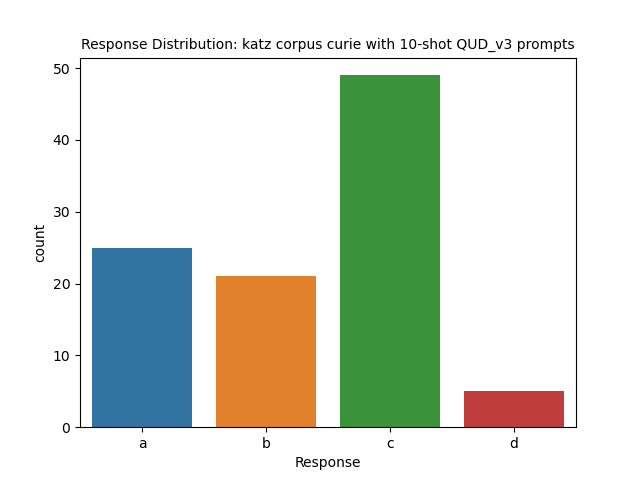 Response Distribution: katz corpus curie with 10-shot QUD_v3 prompts
50
40
30
20
10
0
count
a b c d
Response